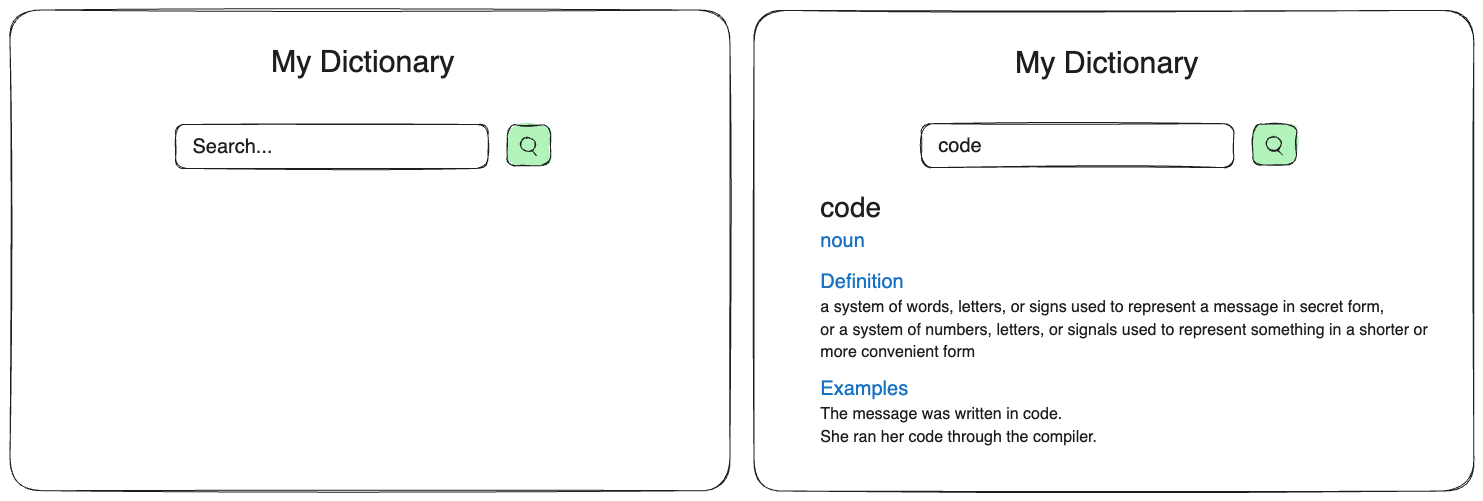 My Dictionary
Search...
My Dictionary
code
code
noun
Definition
a system of words, letters, or signs used to represent a message in secret form,
or a system of numbers, letters, or signals used to represent something in a shorter or
more convenient form
Examples
The message was written in code.
She ran her code through the compiler.